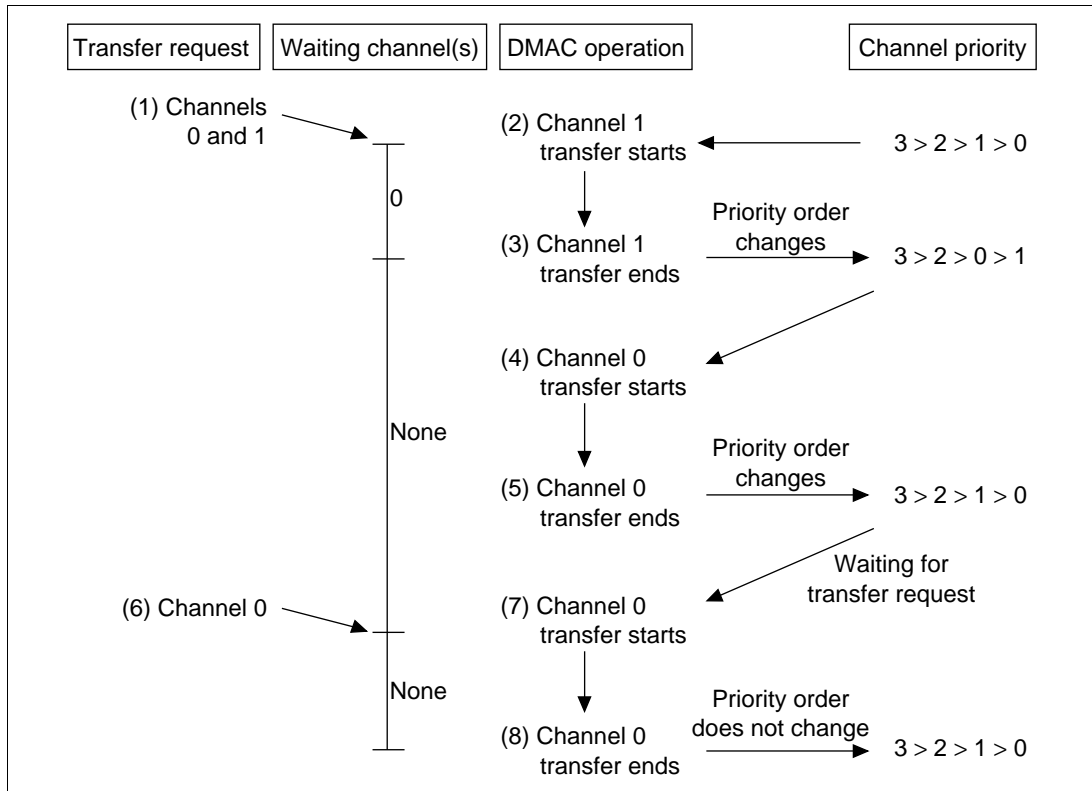 Transfer request
Waiting channel(s)
DMAC operation
Channel priority
(1) Channels
0 and 1
(2) Channel 1
transfer starts
3 > 2 > 1 > 0
0
Priority order
changes
(3) Channel 1
transfer ends
3 > 2 > 0 > 1
(4) Channel 0
transfer starts
None
Priority order
changes
(5) Channel 0
transfer ends
3 > 2 > 1 > 0
Waiting for
transfer request
(6) Channel 0
(7) Channel 0
transfer starts
None
Priority order
does not change
(8) Channel 0
transfer ends
3 > 2 > 1 > 0